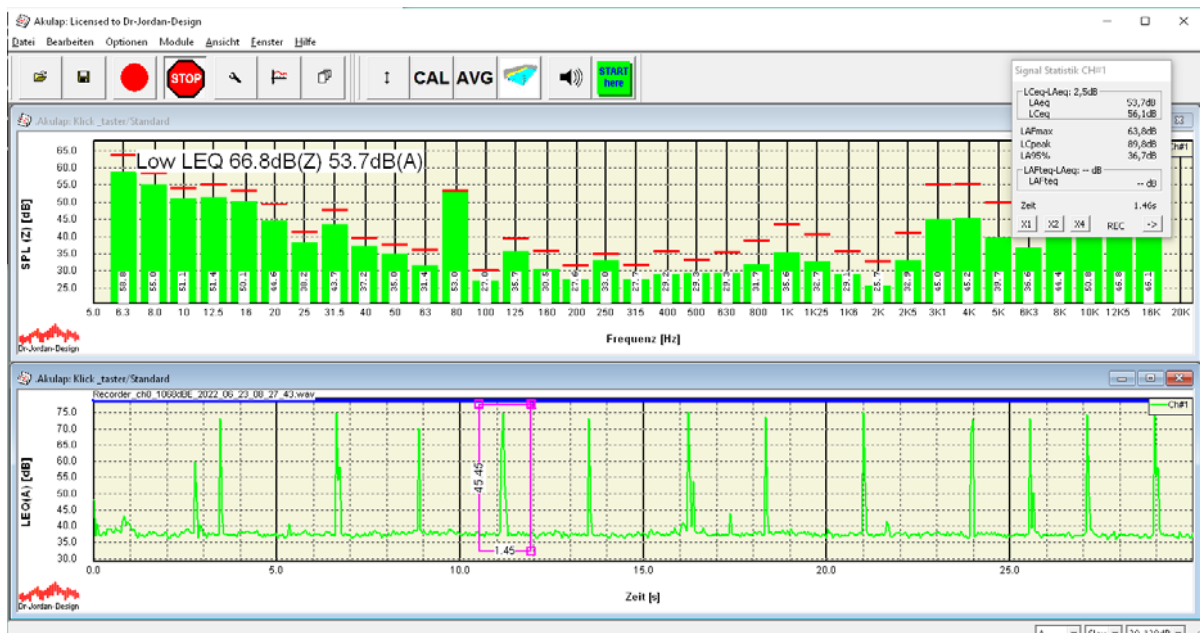 Akulap: Licensed to Dr-Jordan-Design
Datei Bearbeiten Optionen Module Ansicht Fenster Hilfe
STOP CAL AVG START here
Signal Statistik CH#1
LCeq-LAeq: 2,5dB
LAeq 53,7dB
LCeq 56,1dB
LAFmax 63,8dB
LCpeak 89,8dB
LA95% 36,7dB
LAFteq-LAeq: -- dB
LAFteq -- dB
Zeit 1.46s
X1 X2 X4 REC ->
Akulap: Klick _taster/Standard
Ch#1
Low LEQ 66.8dB(Z) 53.7dB(A)
SPL (Z) [dB]
65.0
60.0
55.0
50.0
45.0
40.0
35.0
30.0
25.0
58.8 55.0 51.1 51.4 50.1 44.6 38.2 43.7 37.2 35.0 31.4 53.0 27.0 35.7 27.6 33.0 27.7 29.2 29.3 29.3 31.7 35.6 32.7 29.1 25.7 32.9 45.0 45.2 39.7 36.6 44.4 46.8 46.1
5.0 6.3 8.0 10 12.5 16 20 25 31.5 40 50 63 80 100 125 160 200 250 315 400 500 630 800 1K 1K25 1K6 2K 2K5 3K1 4K 5K 6K3 8K 10K 12K5 16K 20K
Frequenz [Hz]
Dr-Jordan-Design
Akulap: Klick _taster/Standard
Recorder_ch0_1068dBE_2022_06_23_08_27_43.wav
Ch#1
LEQ(A) [dB]
75.0
70.0
65.0
60.0
55.0
50.0
45.0
40.0
35.0
30.0
45.45
1.45
0.0 5.0 10.0 15.0 20.0 25.0
Zeit [s]
Dr-Jordan-Design